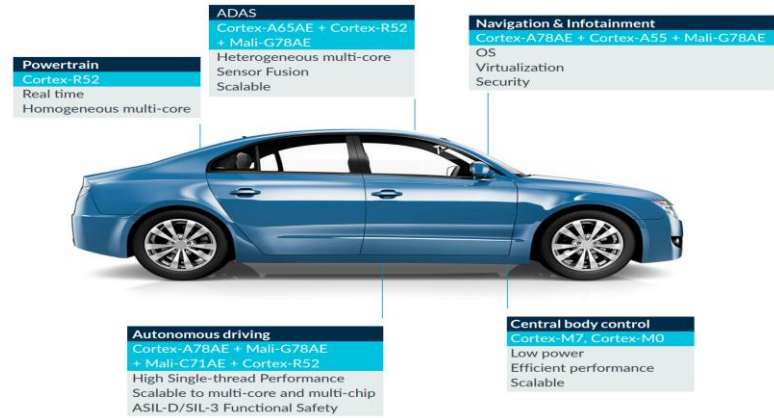 ADAS
Cortex-A65AE + Cortex-R52
+ Mali-G78AE
Heterogeneous multi-core
Sensor Fusion
Scalable
Navigation & Infotainment
Cortex-A78AE + Cortex-A55 + Mali-G78AE
OS
Virtualization
Security
Powertrain
Cortex-R52
Real time
Homogeneous multi-core
Autonomous driving
Cortex-A78AE + Mali-G78AE
+ Mali-C71AE + Cortex-R52
High Single-thread Performance
Scalable to multi-core and multi-chip
ASIL-D/SIL-3 Functional Safety
Central body control
Cortex-M7, Cortex-M0
Low power
Efficient performance
Scalable